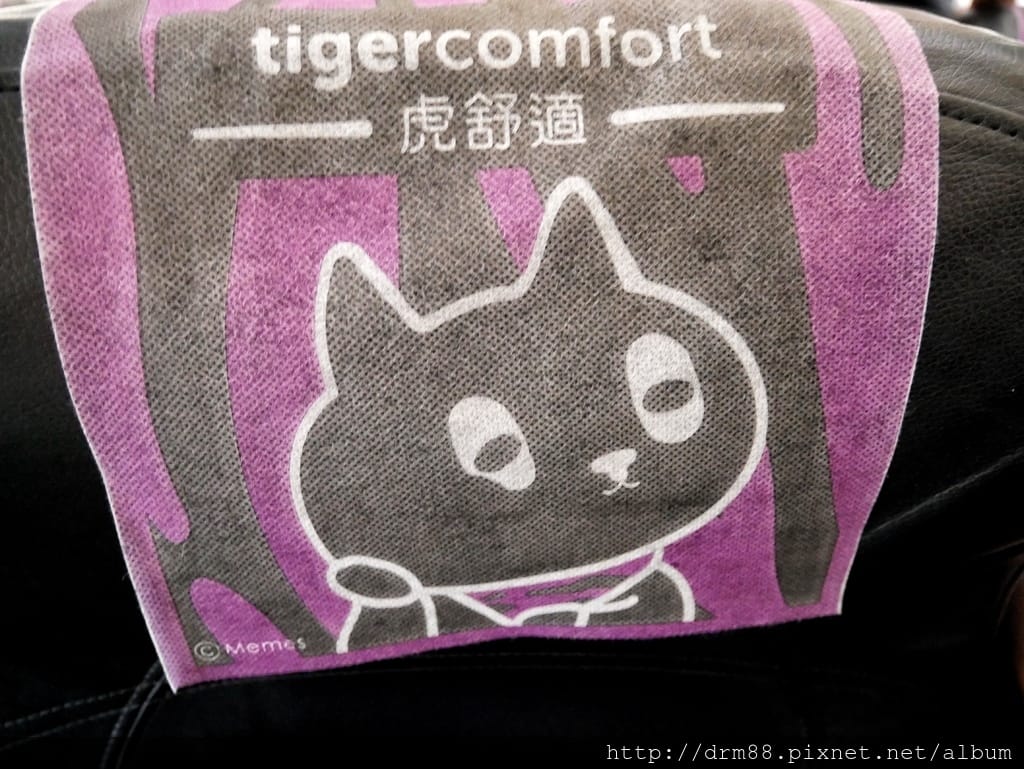 tigercomfort
虎舒適
© Memes
http://drm88.pixnet.net/album